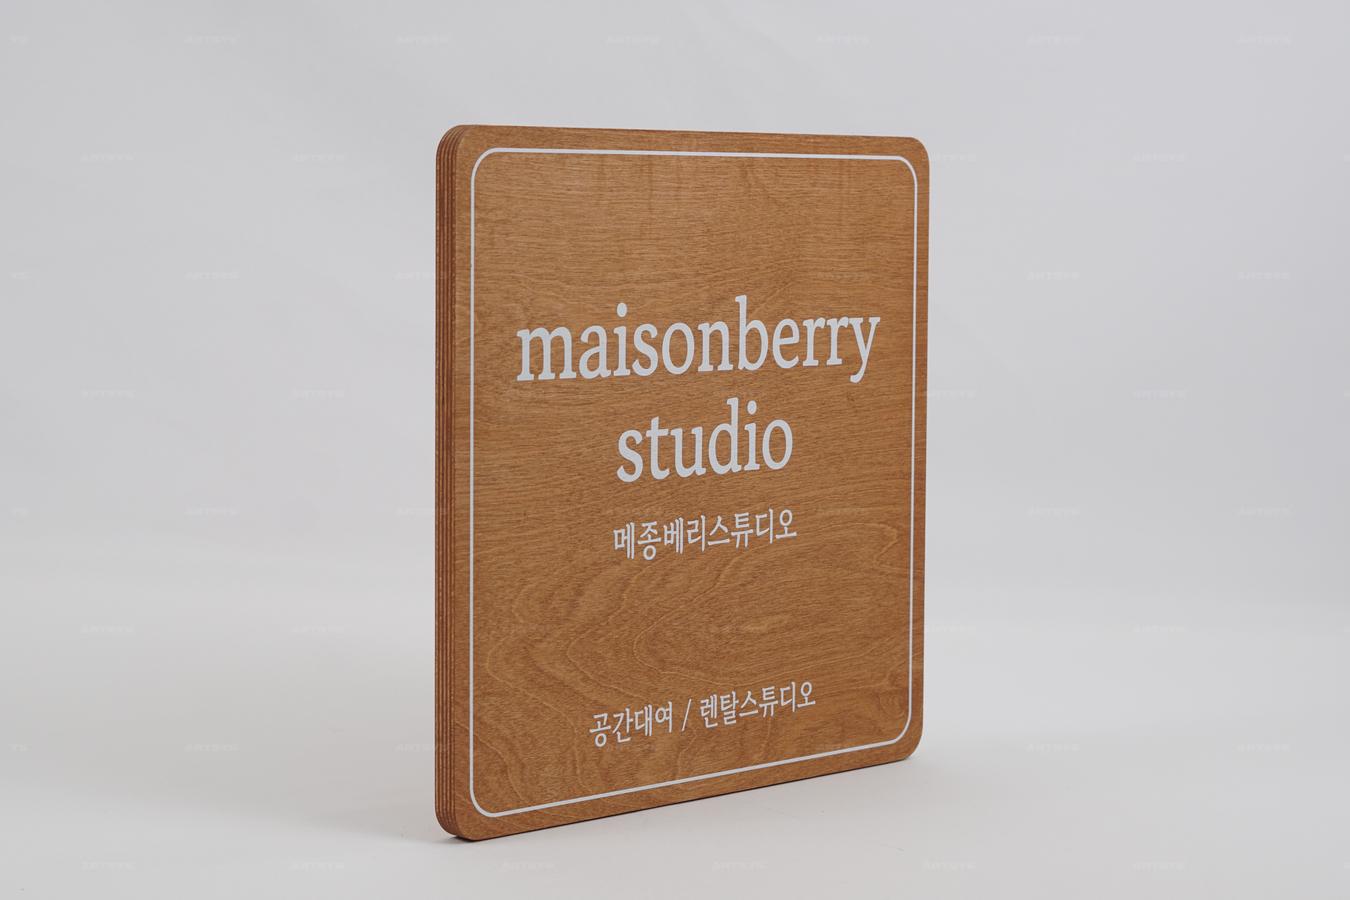 maisonberry
studio
메종베리스튜디오
공간대여 / 렌탈스튜디오